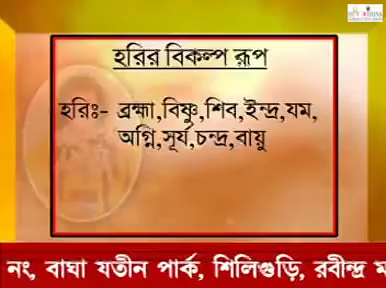 হরির বিকল্প রূপ
হরিঃ- ব্রহ্মা,বিষ্ণু,শিব,ইন্দ্র,যম,
অগ্নি,সূর্য,চন্দ্র,বায়ু
নং, বাঘা যতীন পার্ক, শিলিগুড়ি, রবীন্দ্র ম